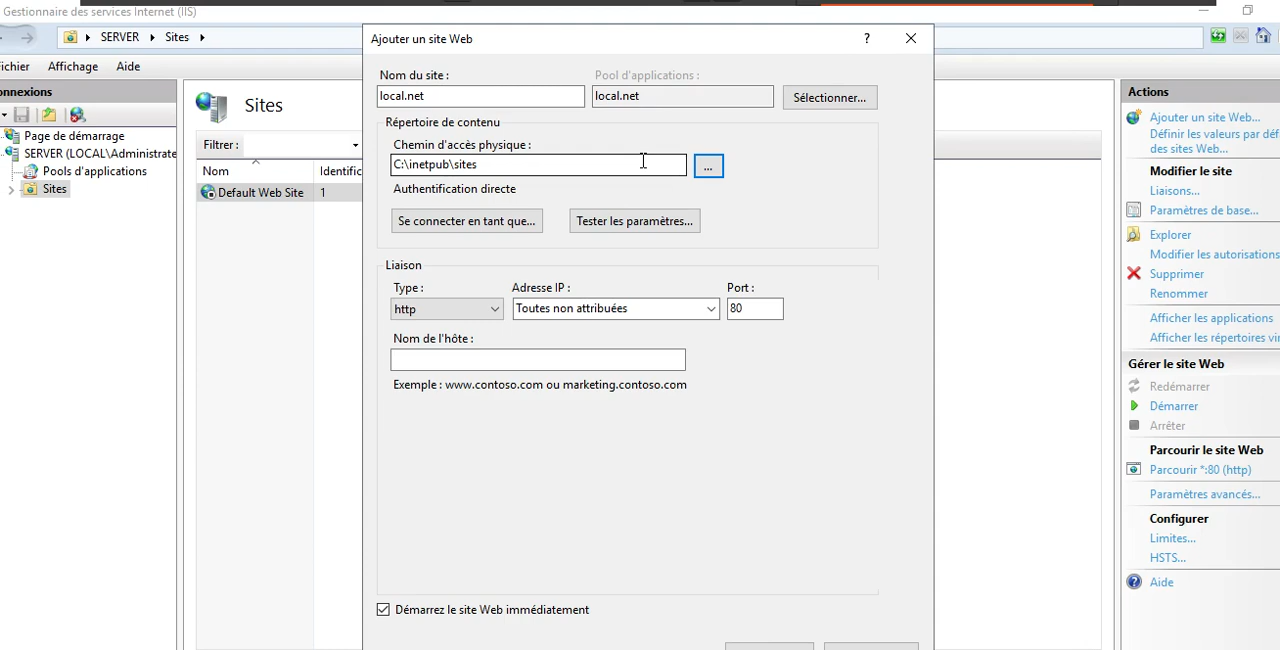 Gestionnaire des services Internet (IIS)
SERVER
Sites
ichier
Affichage
Aide
onnexions
Page de démarrage
SERVER (LOCAL\Administrate
Pools d'applications
Sites
Sites
Filtrer :
Nom
Identific
Default Web Site
1
Ajouter un site Web
?
Nom du site :
Pool d'applications :
local.net
local.net
Sélectionner...
Répertoire de contenu
Chemin d'accès physique :
C:\inetpub\sites
...
Authentification directe
Se connecter en tant que...
Tester les paramètres...
Liaison
Type :
Adresse IP :
Port :
http
Toutes non attribuées
80
Nom de l'hôte :
Exemple : www.contoso.com ou marketing.contoso.com
Démarrez le site Web immédiatement
Actions
Ajouter un site Web...
Définir les valeurs par déf
des sites Web...
Modifier le site
Liaisons...
Paramètres de base...
Explorer
Modifier les autorisations
Supprimer
Renommer
Afficher les applications
Afficher les répertoires vir
Gérer le site Web
Redémarrer
Démarrer
Arrêter
Parcourir le site Web
Parcourir *:80 (http)
Paramètres avancés...
Configurer
Limites...
HSTS...
Aide